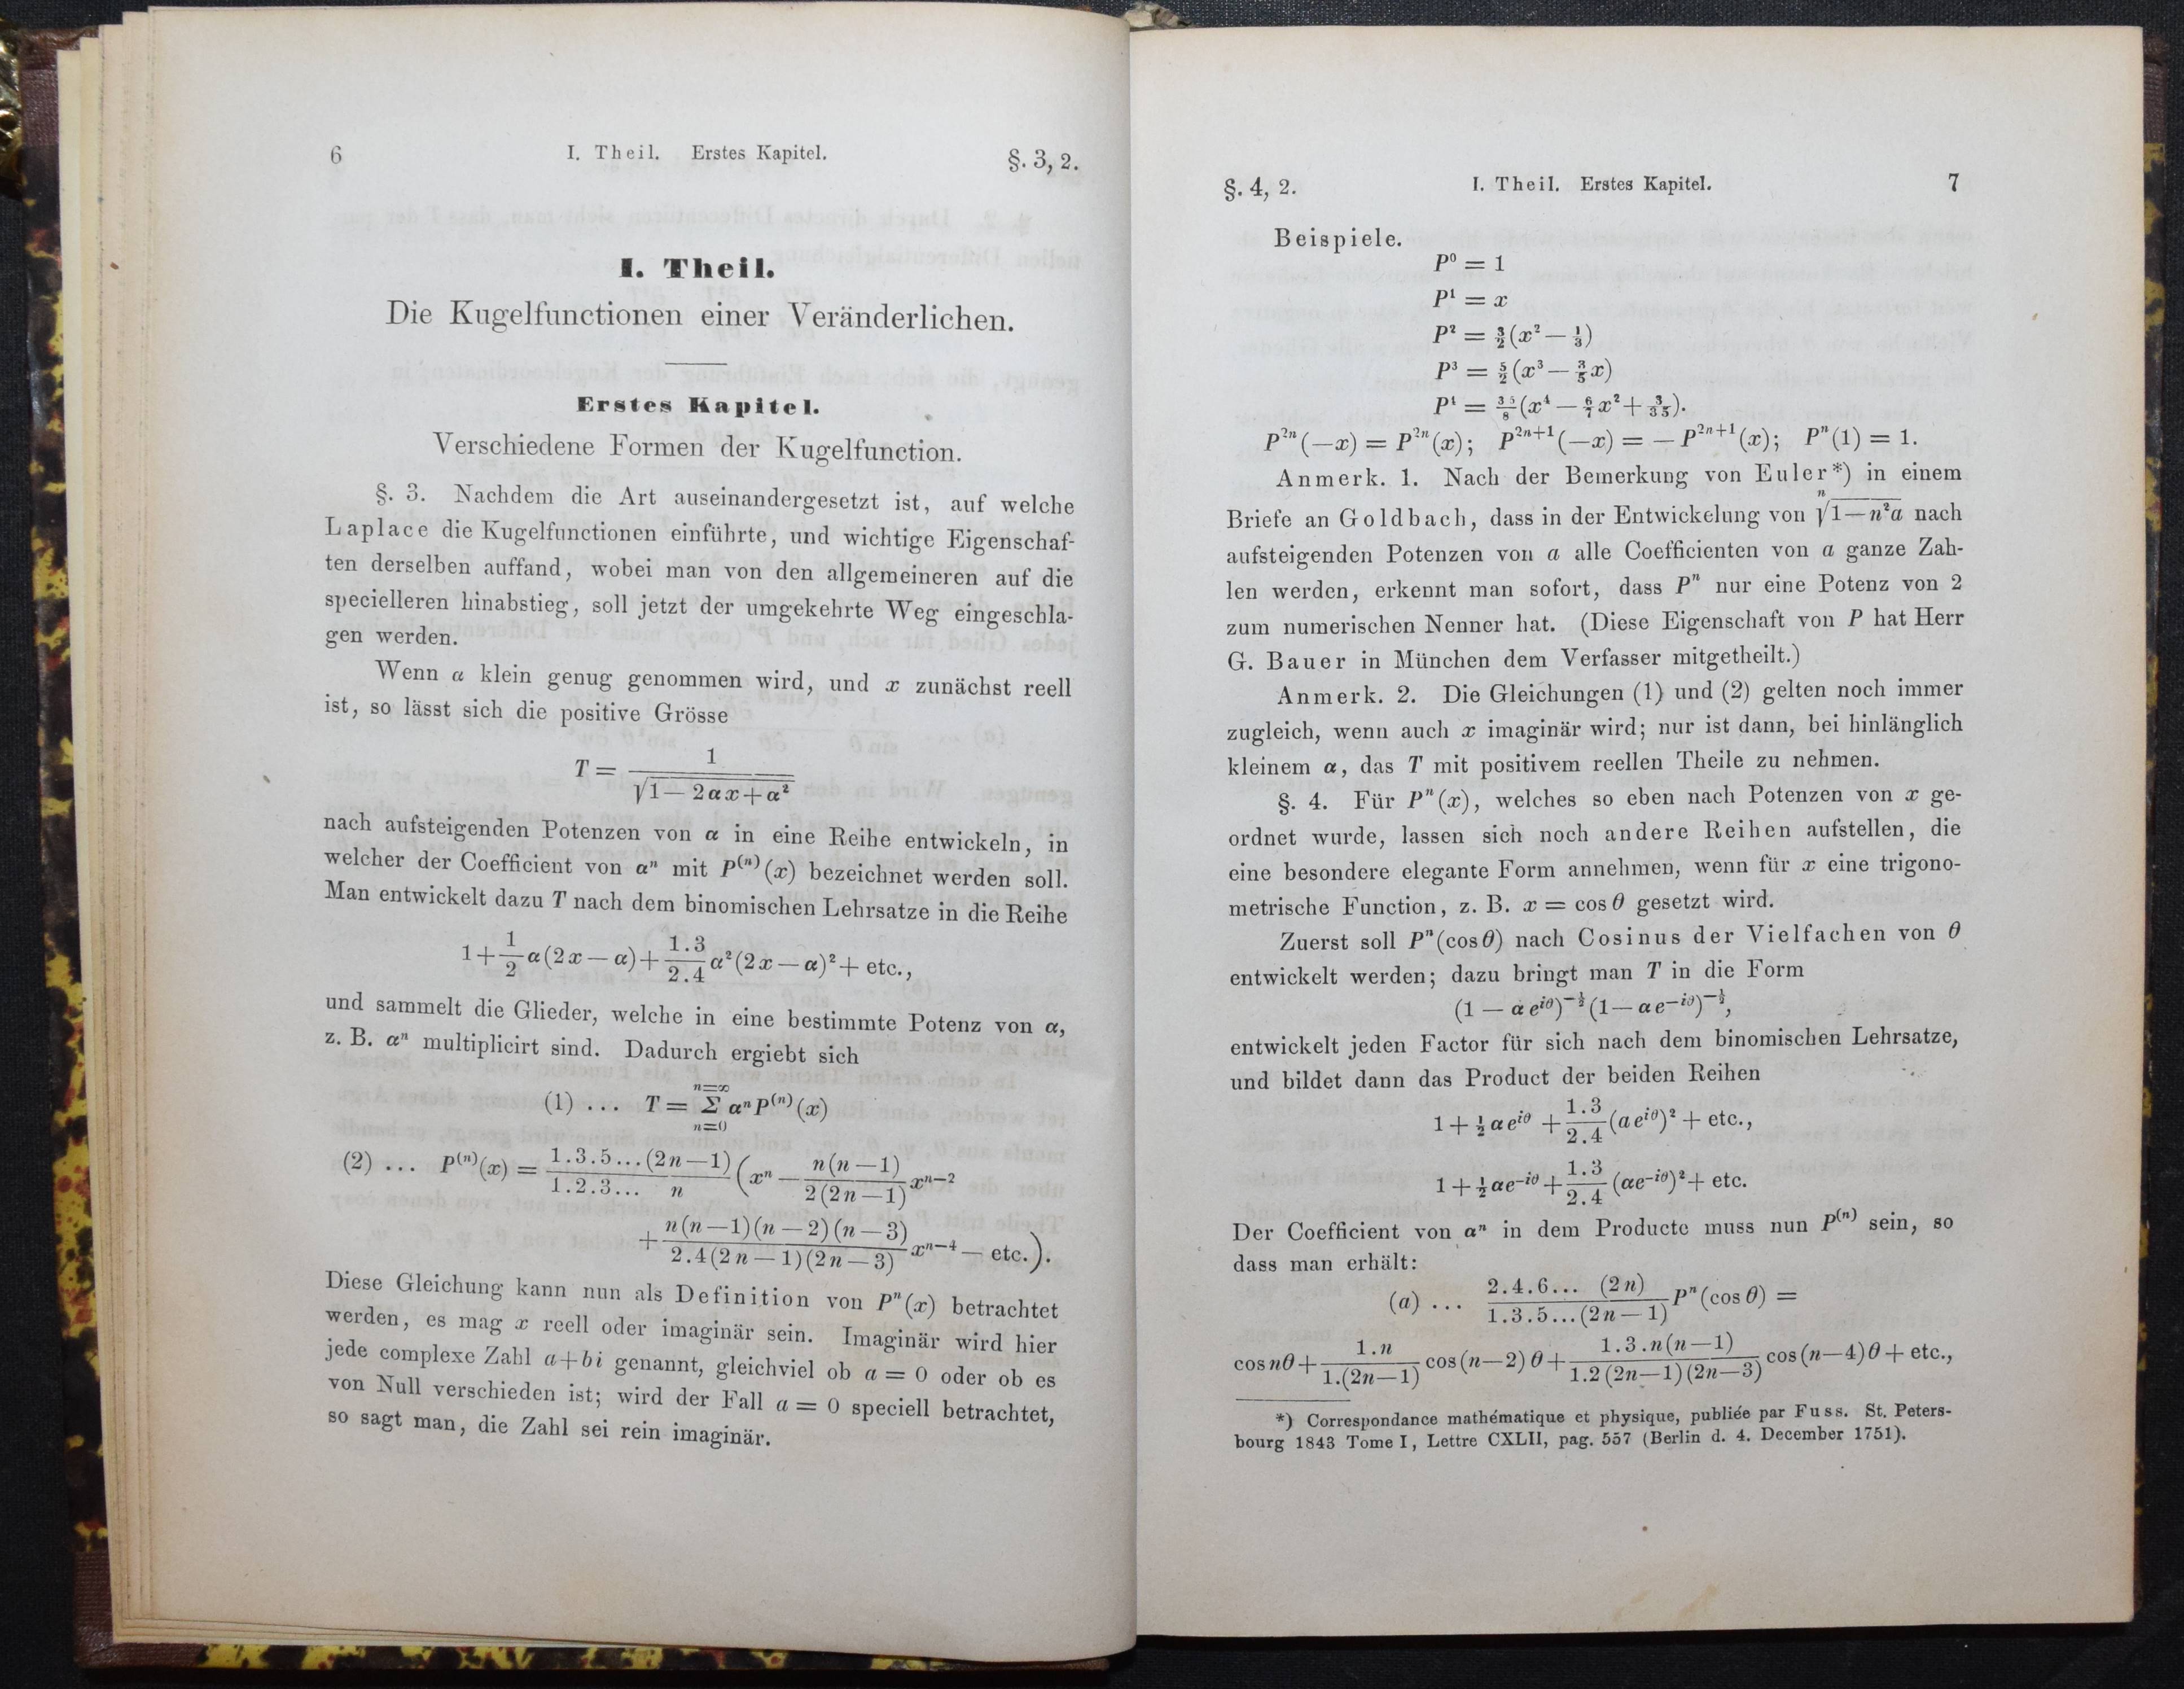 6 I. Theil. Erstes Kapitel. §. 3, 2.
I. Theil.
Die Kugelfunctionen einer Veränderlichen.
Erstes Kapitel.
Verschiedene Formen der Kugelfunction.
§. 3. Nachdem die Art auseinandergesetzt ist, auf welche
Laplace die Kugelfunctionen einführte, und wichtige Eigenschaf-
ten derselben auffand, wobei man von den allgemeineren auf die
specielleren hinabstieg, soll jetzt der umgekehrte Weg eingeschla-
gen werden.
Wenn α klein genug genommen wird, und x zunächst reell
ist, so lässt sich die positive Grösse
T = 1 / √(1 — 2αx + α²)
nach aufsteigenden Potenzen von α in eine Reihe entwickeln, in
welcher der Coefficient von αⁿ mit P⁽ⁿ⁾(x) bezeichnet werden soll.
Man entwickelt dazu T nach dem binomischen Lehrsatze in die Reihe
1 + 1/2 α(2x — α) + 1.3/2.4 α²(2x — α)² + etc.,
und sammelt die Glieder, welche in eine bestimmte Potenz von α,
z. B. αⁿ multiplicirt sind. Dadurch ergiebt sich
(1) ... T = Σ (n=0, n=∞) αⁿ P⁽ⁿ⁾(x)
(2) ... P⁽ⁿ⁾(x) = 1.3.5...(2n—1) / 1.2.3... n (xⁿ — n(n—1) / 2(2n—1) xⁿ⁻²
+ n(n—1)(n—2)(n—3) / 2.4(2n—1)(2n—3) xⁿ⁻⁴ — etc.).
Diese Gleichung kann nun als Definition von Pⁿ(x) betrachtet
werden, es mag x reell oder imaginär sein. Imaginär wird hier
jede complexe Zahl a+bi genannt, gleichviel ob a = 0 oder ob es
von Null verschieden ist; wird der Fall a = 0 speciell betrachtet,
so sagt man, die Zahl sei rein imaginär.
§. 4, 2. I. Theil. Erstes Kapitel. 7
Beispiele.
P⁰ = 1
P¹ = x
P² = 3/2 (x² — 1/3)
P³ = 5/2 (x³ — 3/5 x)
P⁴ = 35/8 (x⁴ — 6/7 x² + 3/35).
P²ⁿ(—x) = P²ⁿ(x); P²ⁿ⁺¹(—x) = — P²ⁿ⁺¹(x); Pⁿ(1) = 1.
Anmerk. 1. Nach der Bemerkung von Euler*) in einem
Briefe an Goldbach, dass in der Entwickelung von ⁿ√(1—n²a) nach
aufsteigenden Potenzen von a alle Coefficienten von a ganze Zah-
len werden, erkennt man sofort, dass Pⁿ nur eine Potenz von 2
zum numerischen Nenner hat. (Diese Eigenschaft von P hat Herr
G. Bauer in München dem Verfasser mitgetheilt.)
Anmerk. 2. Die Gleichungen (1) und (2) gelten noch immer
zugleich, wenn auch x imaginär wird; nur ist dann, bei hinlänglich
kleinem α, das T mit positivem reellen Theile zu nehmen.
§. 4. Für Pⁿ(x), welches so eben nach Potenzen von x ge-
ordnet wurde, lassen sich noch andere Reihen aufstellen, die
eine besondere elegante Form annehmen, wenn für x eine trigono-
metrische Function, z. B. x = cos θ gesetzt wird.
Zuerst soll Pⁿ(cos θ) nach Cosinus der Vielfachen von θ
entwickelt werden; dazu bringt man T in die Form
(1 — αe^{iθ})^{—1/2} (1 — αe^{—iθ})^{—1/2},
entwickelt jeden Factor für sich nach dem binomischen Lehrsatze,
und bildet dann das Product der beiden Reihen
1 + 1/2 αe^{iθ} + 1.3/2.4 (αe^{iθ})² + etc.,
1 + 1/2 αe^{—iθ} + 1.3/2.4 (αe^{—iθ})² + etc.
Der Coefficient von αⁿ in dem Producte muss nun P⁽ⁿ⁾ sein, so
dass man erhält:
(a) ... 2.4.6... (2n) / 1.3.5...(2n—1) Pⁿ(cos θ) =
cos nθ + 1.n / 1.(2n—1) cos(n—2)θ + 1.3.n(n—1) / 1.2(2n—1)(2n—3) cos(n—4)θ + etc.,
*) Correspondance mathématique et physique, publiée par Fuss. St. Peters-
bourg 1843 Tome I, Lettre CXLII, pag. 557 (Berlin d. 4. December 1751).